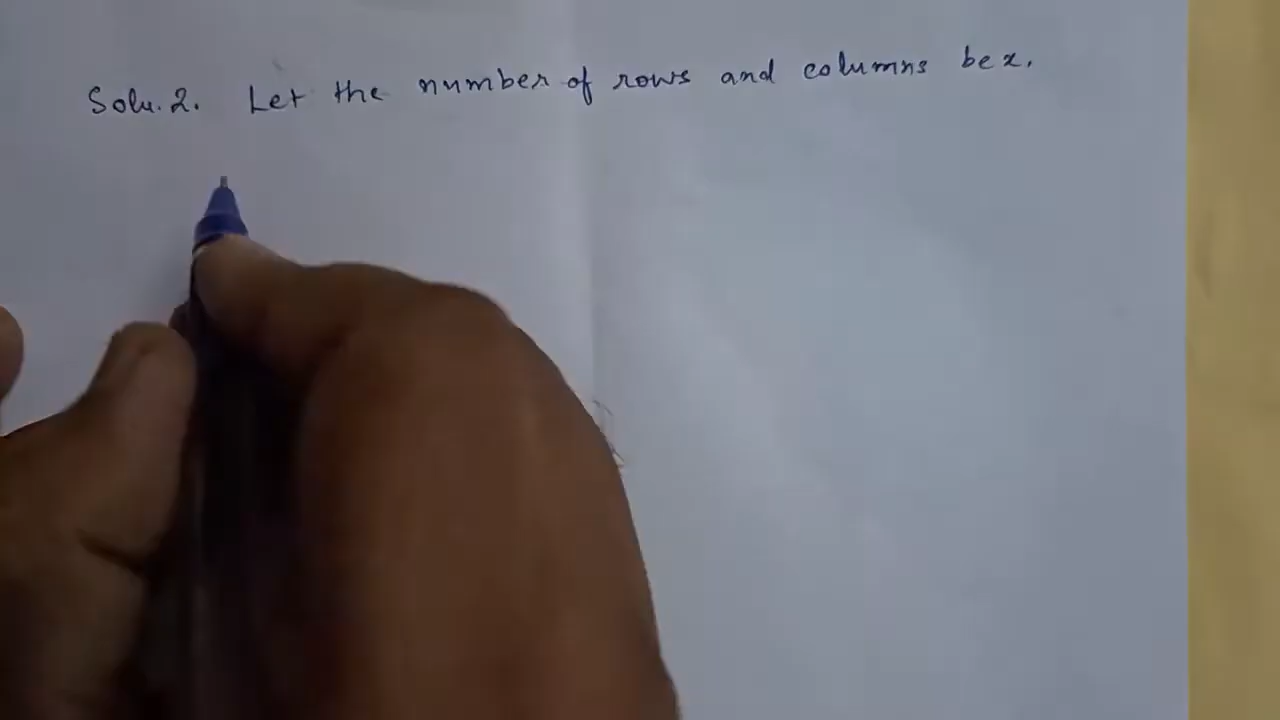 Solu.2. Let the number of rows and columns be x.